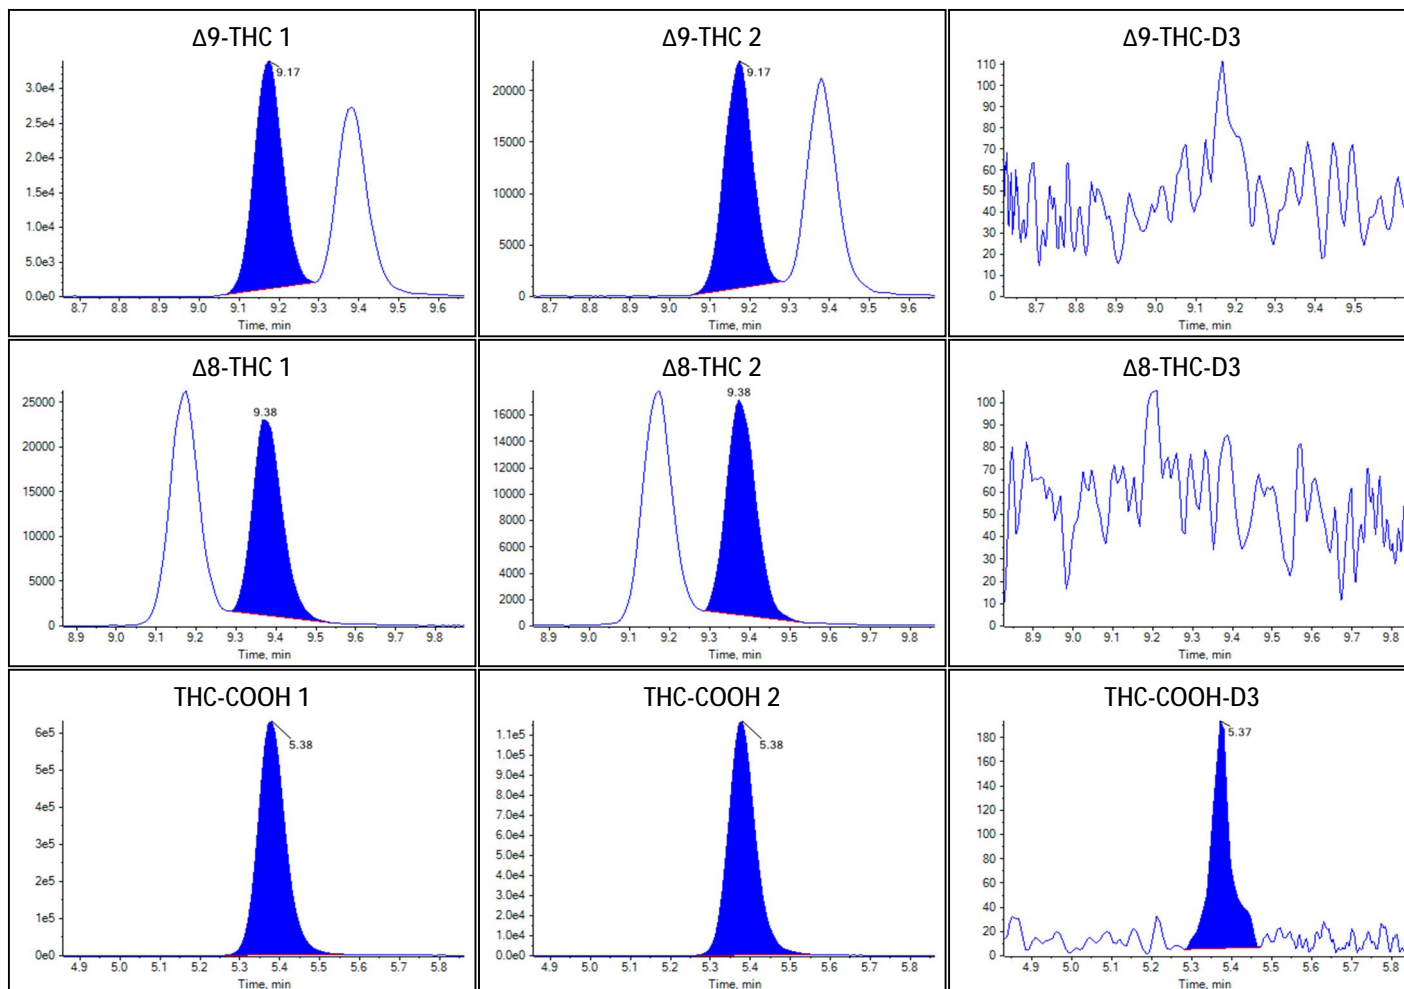 Δ9-THC 1
9.17
3.0e4
2.5e4
2.0e4
1.5e4
1.0e4
5.0e3
0.0e0
8.7 8.8 8.9 9.0 9.1 9.2 9.3 9.4 9.5 9.6
Time, min
Δ9-THC 2
9.17
20000
15000
10000
5000
0
8.7 8.8 8.9 9.0 9.1 9.2 9.3 9.4 9.5 9.6
Time, min
Δ9-THC-D3
110
100
90
80
70
60
50
40
30
20
10
0
8.7 8.8 8.9 9.0 9.1 9.2 9.3 9.4 9.5
Time, min
Δ8-THC 1
9.38
25000
20000
15000
10000
5000
0
8.9 9.0 9.1 9.2 9.3 9.4 9.5 9.6 9.7 9.8
Time, min
Δ8-THC 2
9.38
16000
14000
12000
10000
8000
6000
4000
2000
0
8.9 9.0 9.1 9.2 9.3 9.4 9.5 9.6 9.7 9.8
Time, min
Δ8-THC-D3
100
90
80
70
60
50
40
30
20
10
0
8.9 9.0 9.1 9.2 9.3 9.4 9.5 9.6 9.7 9.8
Time, min
THC-COOH 1
5.38
6e5
5e5
4e5
3e5
2e5
1e5
0e0
4.9 5.0 5.1 5.2 5.3 5.4 5.5 5.6 5.7 5.8
Time, min
THC-COOH 2
5.38
1.1e5
1.0e5
9.0e4
8.0e4
7.0e4
6.0e4
5.0e4
4.0e4
3.0e4
2.0e4
1.0e4
0.0e0
4.9 5.0 5.1 5.2 5.3 5.4 5.5 5.6 5.7 5.8
Time, min
THC-COOH-D3
5.37
180
160
140
120
100
80
60
40
20
0
4.9 5.0 5.1 5.2 5.3 5.4 5.5 5.6 5.7 5.8
Time, min